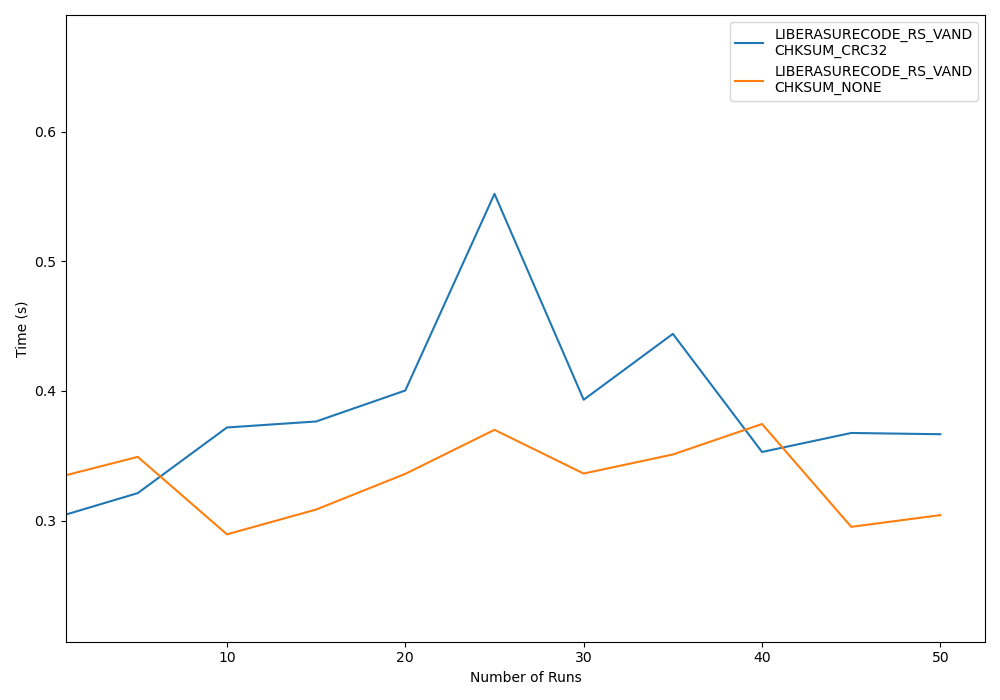 LIBERASURECODE_RS_VAND
CHKSUM_CRC32
LIBERASURECODE_RS_VAND
CHKSUM_NONE
0.6
0.5
0.4
0.3
Time (s)
10 20 30 40 50
Number of Runs